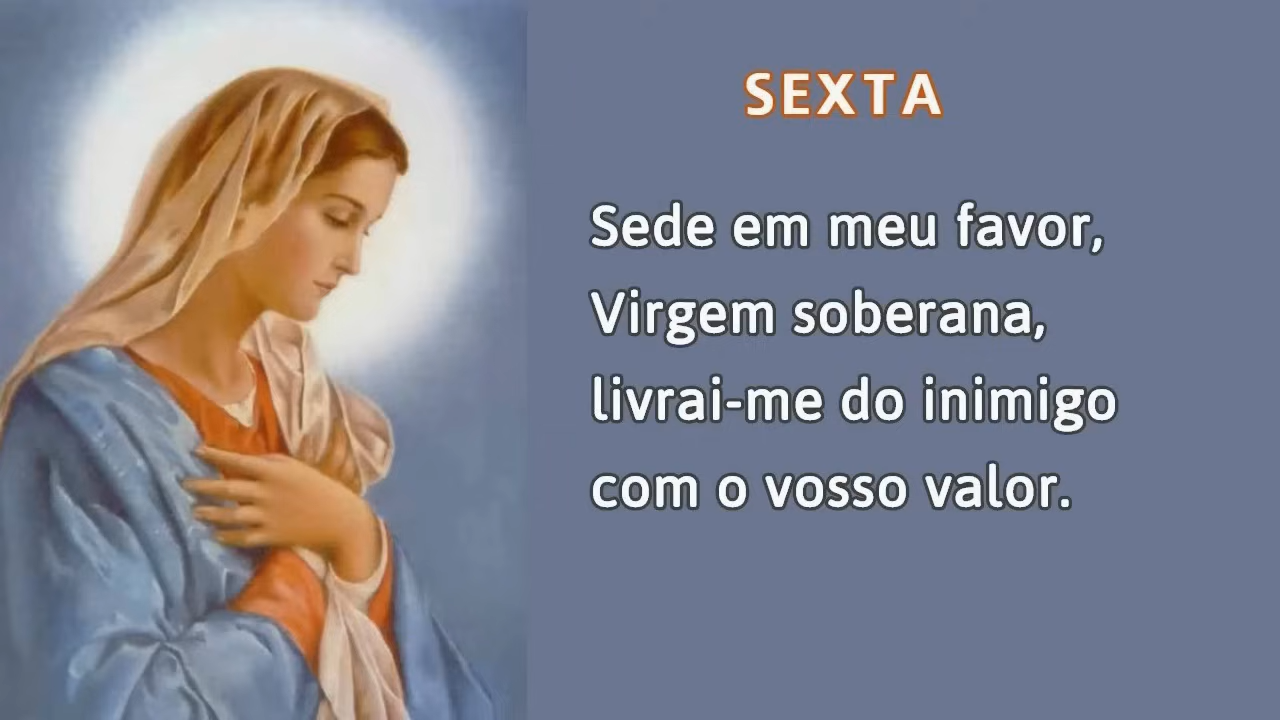 SEXTA
Sede em meu favor,
Virgem soberana,
livrai-me do inimigo
com o vosso valor.